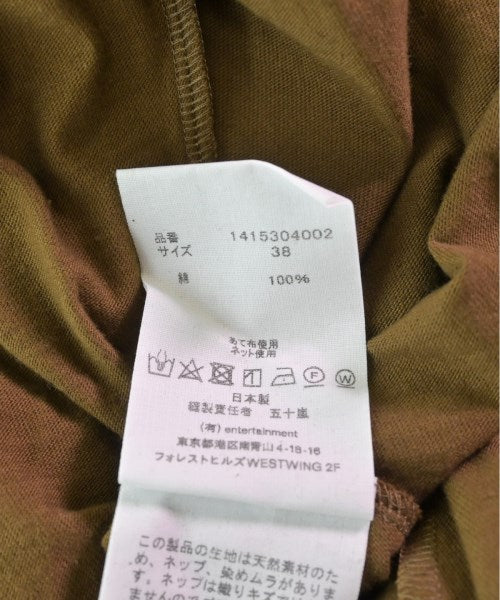 品番 1415304002
サイズ 38
綿 100%
あて布使用
ネット使用
F W
日本製
縫製責任者 五十嵐
(有) entertainment
東京都港区南青山4-18-16
フォレストヒルズWESTWING 2F
この製品の生地は天然素材のた
め、ネップ、染めムラがありま
す。ネップは織りキズ
ませんので